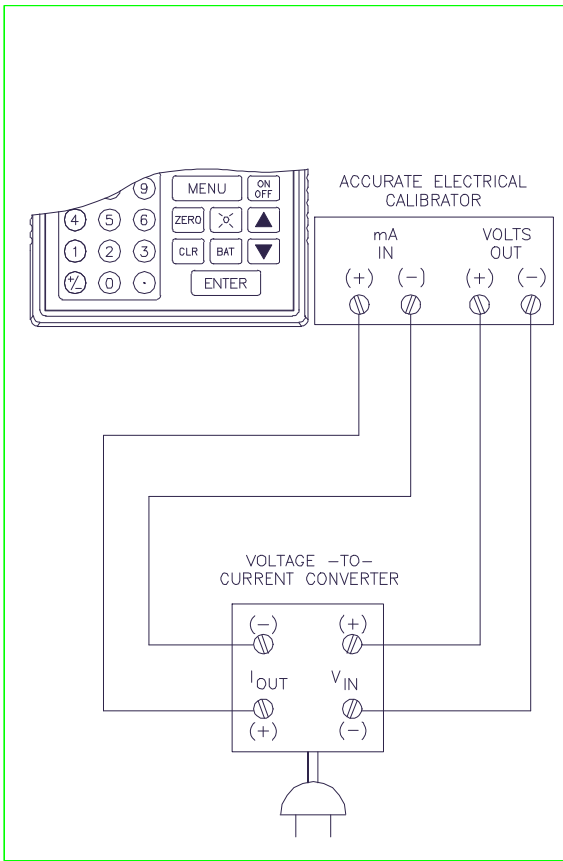 9 MENU ON OFF
4 5 6 ZERO
1 2 3 CLR BAT
+/- 0 . ENTER
ACCURATE ELECTRICAL
CALIBRATOR
mA VOLTS
IN OUT
(+) (-) (+) (-)
VOLTAGE -TO-
CURRENT CONVERTER
(-) (+)
IOUT VIN
(+) (-)